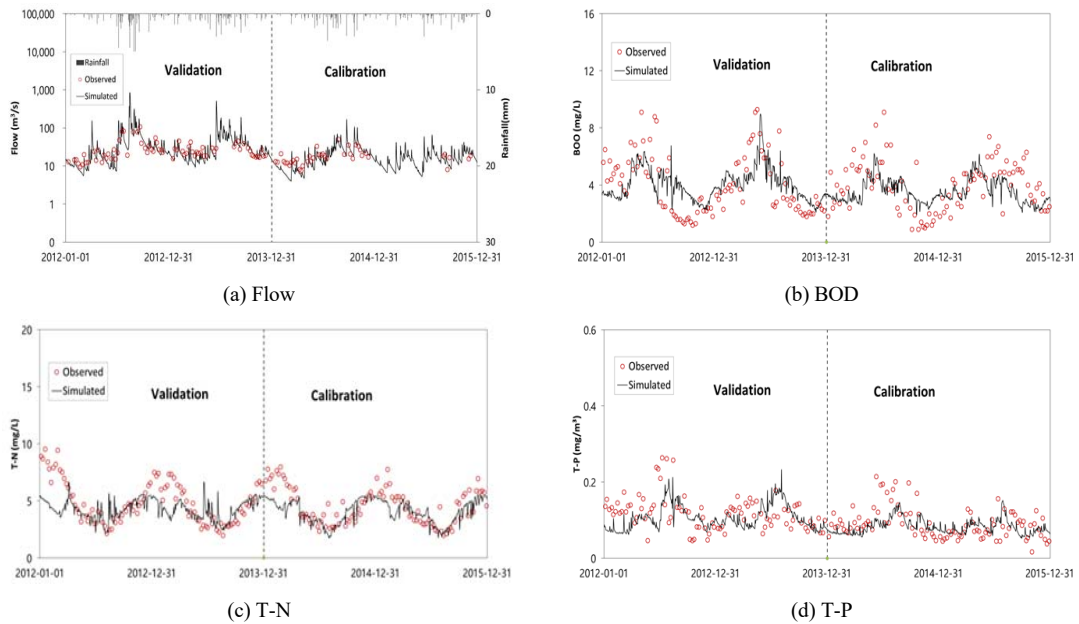 100,000
10,000
1,000
100
10
1
0
Flow (m³/s)
Rainfall
Observed
Simulated
Validation
Calibration
0
10
20
30
Rainfall(mm)
2012-01-01
2012-12-31
2013-12-31
2014-12-31
2015-12-31
(a) Flow
16
12
8
4
0
BOO (mg/L)
Observed
Simulated
Validation
Calibration
2012-01-01
2012-12-31
2013-12-31
2014-12-31
2015-12-31
(b) BOD
20
15
10
5
0
T-N (mg/L)
Observed
Simulated
Validation
Calibration
2012-01-01
2012-12-31
2013-12-31
2014-12-31
2015-12-31
(c) T-N
0.6
0.4
0.2
0
T-P (mg/m³)
Observed
Simulated
Validation
Calibration
2012-01-01
2012-12-31
2013-12-31
2014-12-31
2015-12-31
(d) T-P